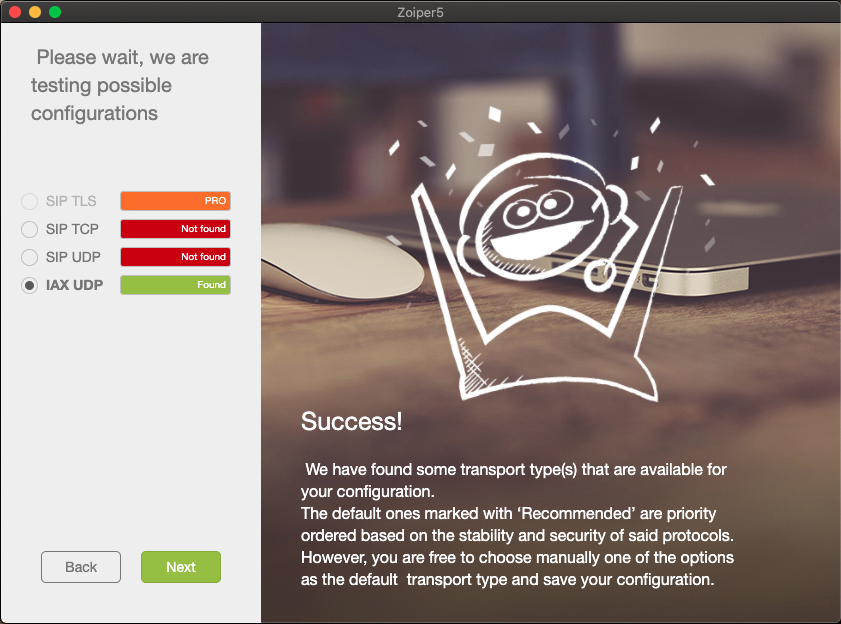 Zoiper5
Please wait, we are
testing possible
configurations
SIP TLS PRO
SIP TCP Not found
SIP UDP Not found
IAX UDP Found
Success!
We have found some transport type(s) that are available for
your configuration.
The default ones marked with ‘Recommended’ are priority
ordered based on the stability and security of said protocols.
However, you are free to choose manually one of the options
as the default  transport type and save your configuration.
Back Next